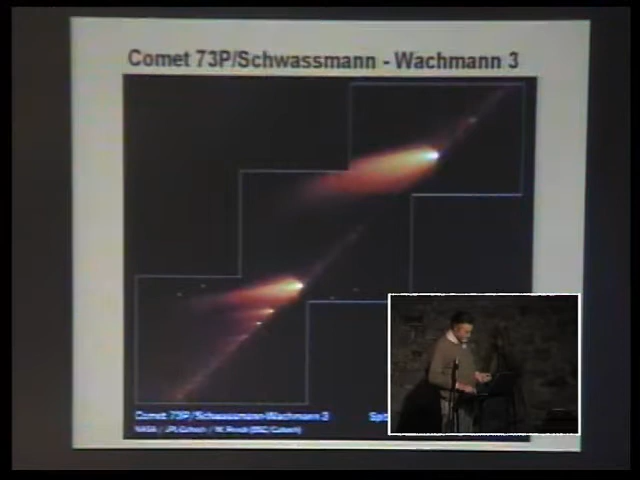 Comet 73P/Schwassmann - Wachmann 3
Comet 73P/Schwassmann-Wachmann 3
NASA / JPL-Caltech / W. Reach (SSC/Caltech)